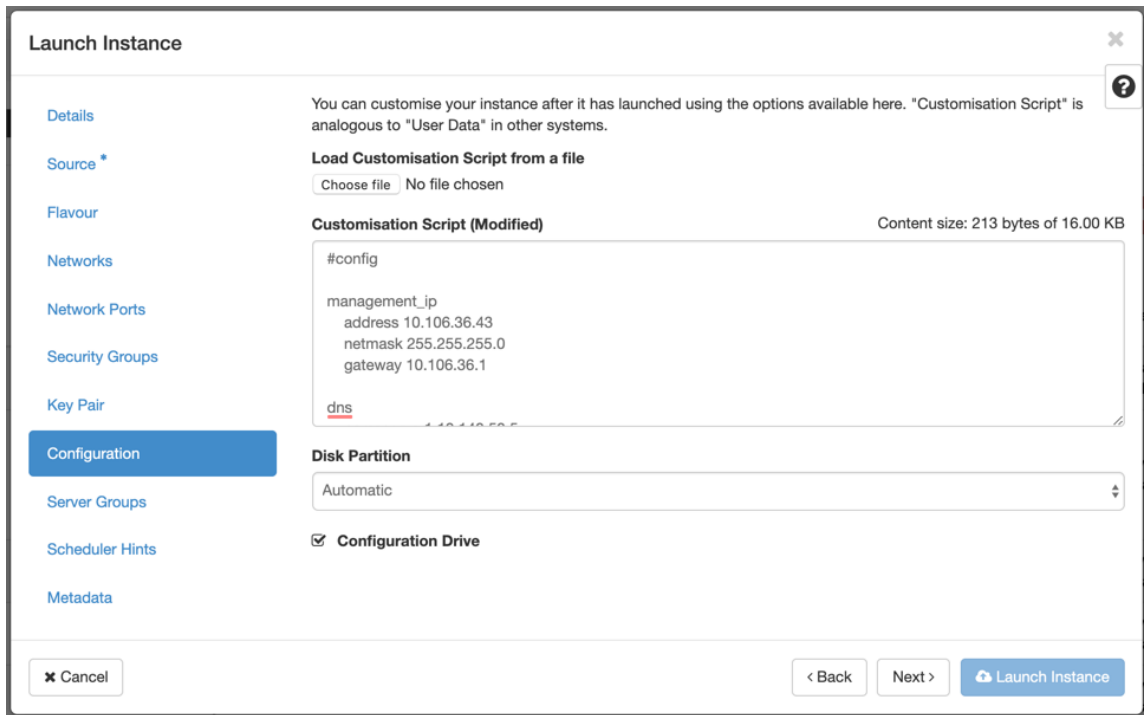 Launch Instance
Details
Source *
Flavour
Networks
Network Ports
Security Groups
Key Pair
Configuration
Server Groups
Scheduler Hints
Metadata
You can customise your instance after it has launched using the options available here. "Customisation Script" is
analogous to "User Data" in other systems.
Load Customisation Script from a file
Choose file No file chosen
Customisation Script (Modified) Content size: 213 bytes of 16.00 KB
#config
management_ip
address 10.106.36.43
netmask 255.255.255.0
gateway 10.106.36.1
dns
Disk Partition
Automatic
Configuration Drive
Cancel
< Back
Next >
Launch Instance